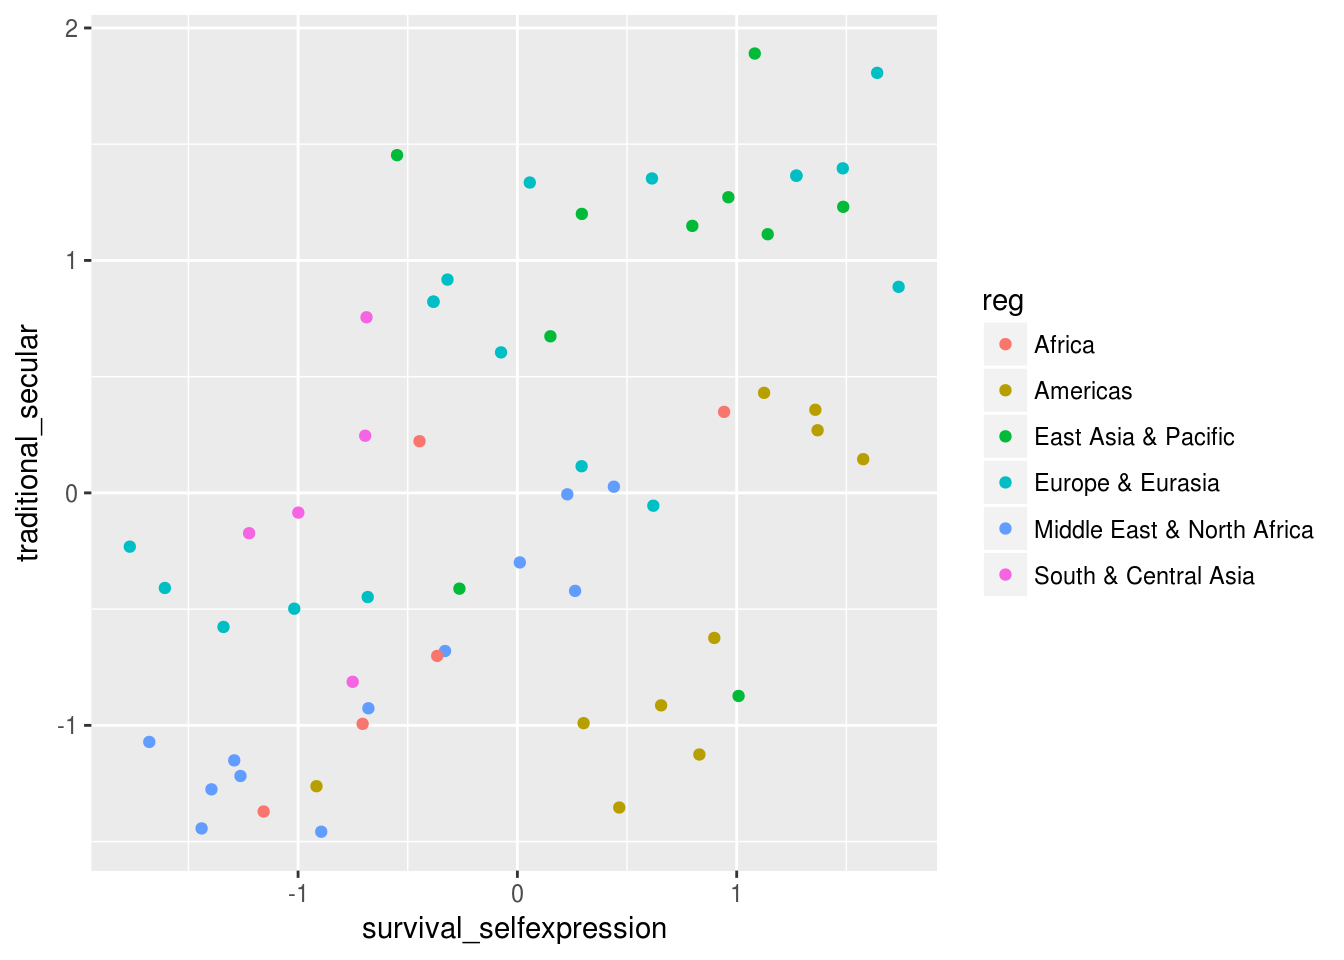 2
1
0
-1
-1
0
1
traditional_secular
survival_selfexpression
reg
Africa
Americas
East Asia & Pacific
Europe & Eurasia
Middle East & North Africa
South & Central Asia